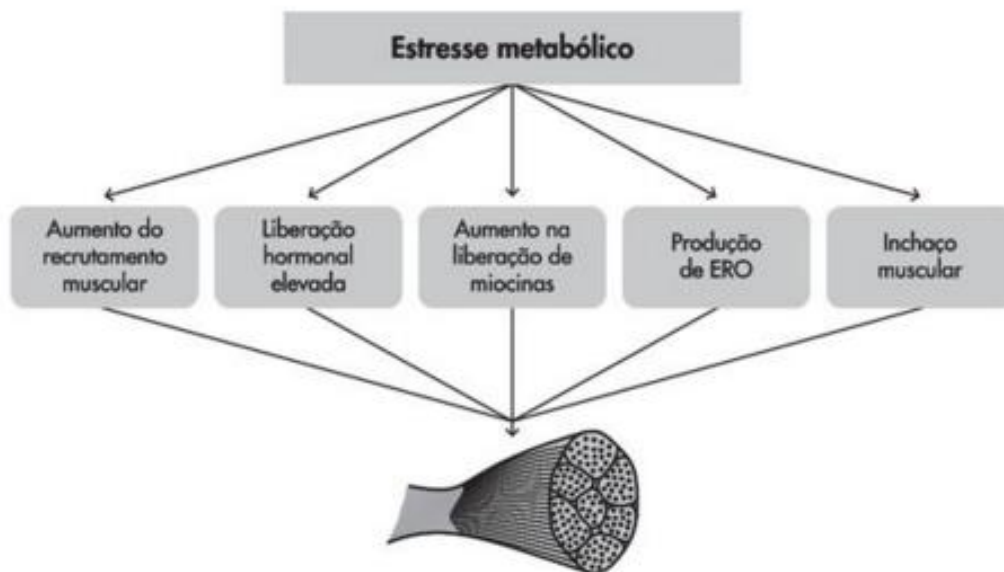 Estresse metabólico
Aumento do
recrutamento
muscular
Liberação
hormonal
elevada
Aumento na
liberação de
miocinas
Produção
de ERO
Inchaço
muscular